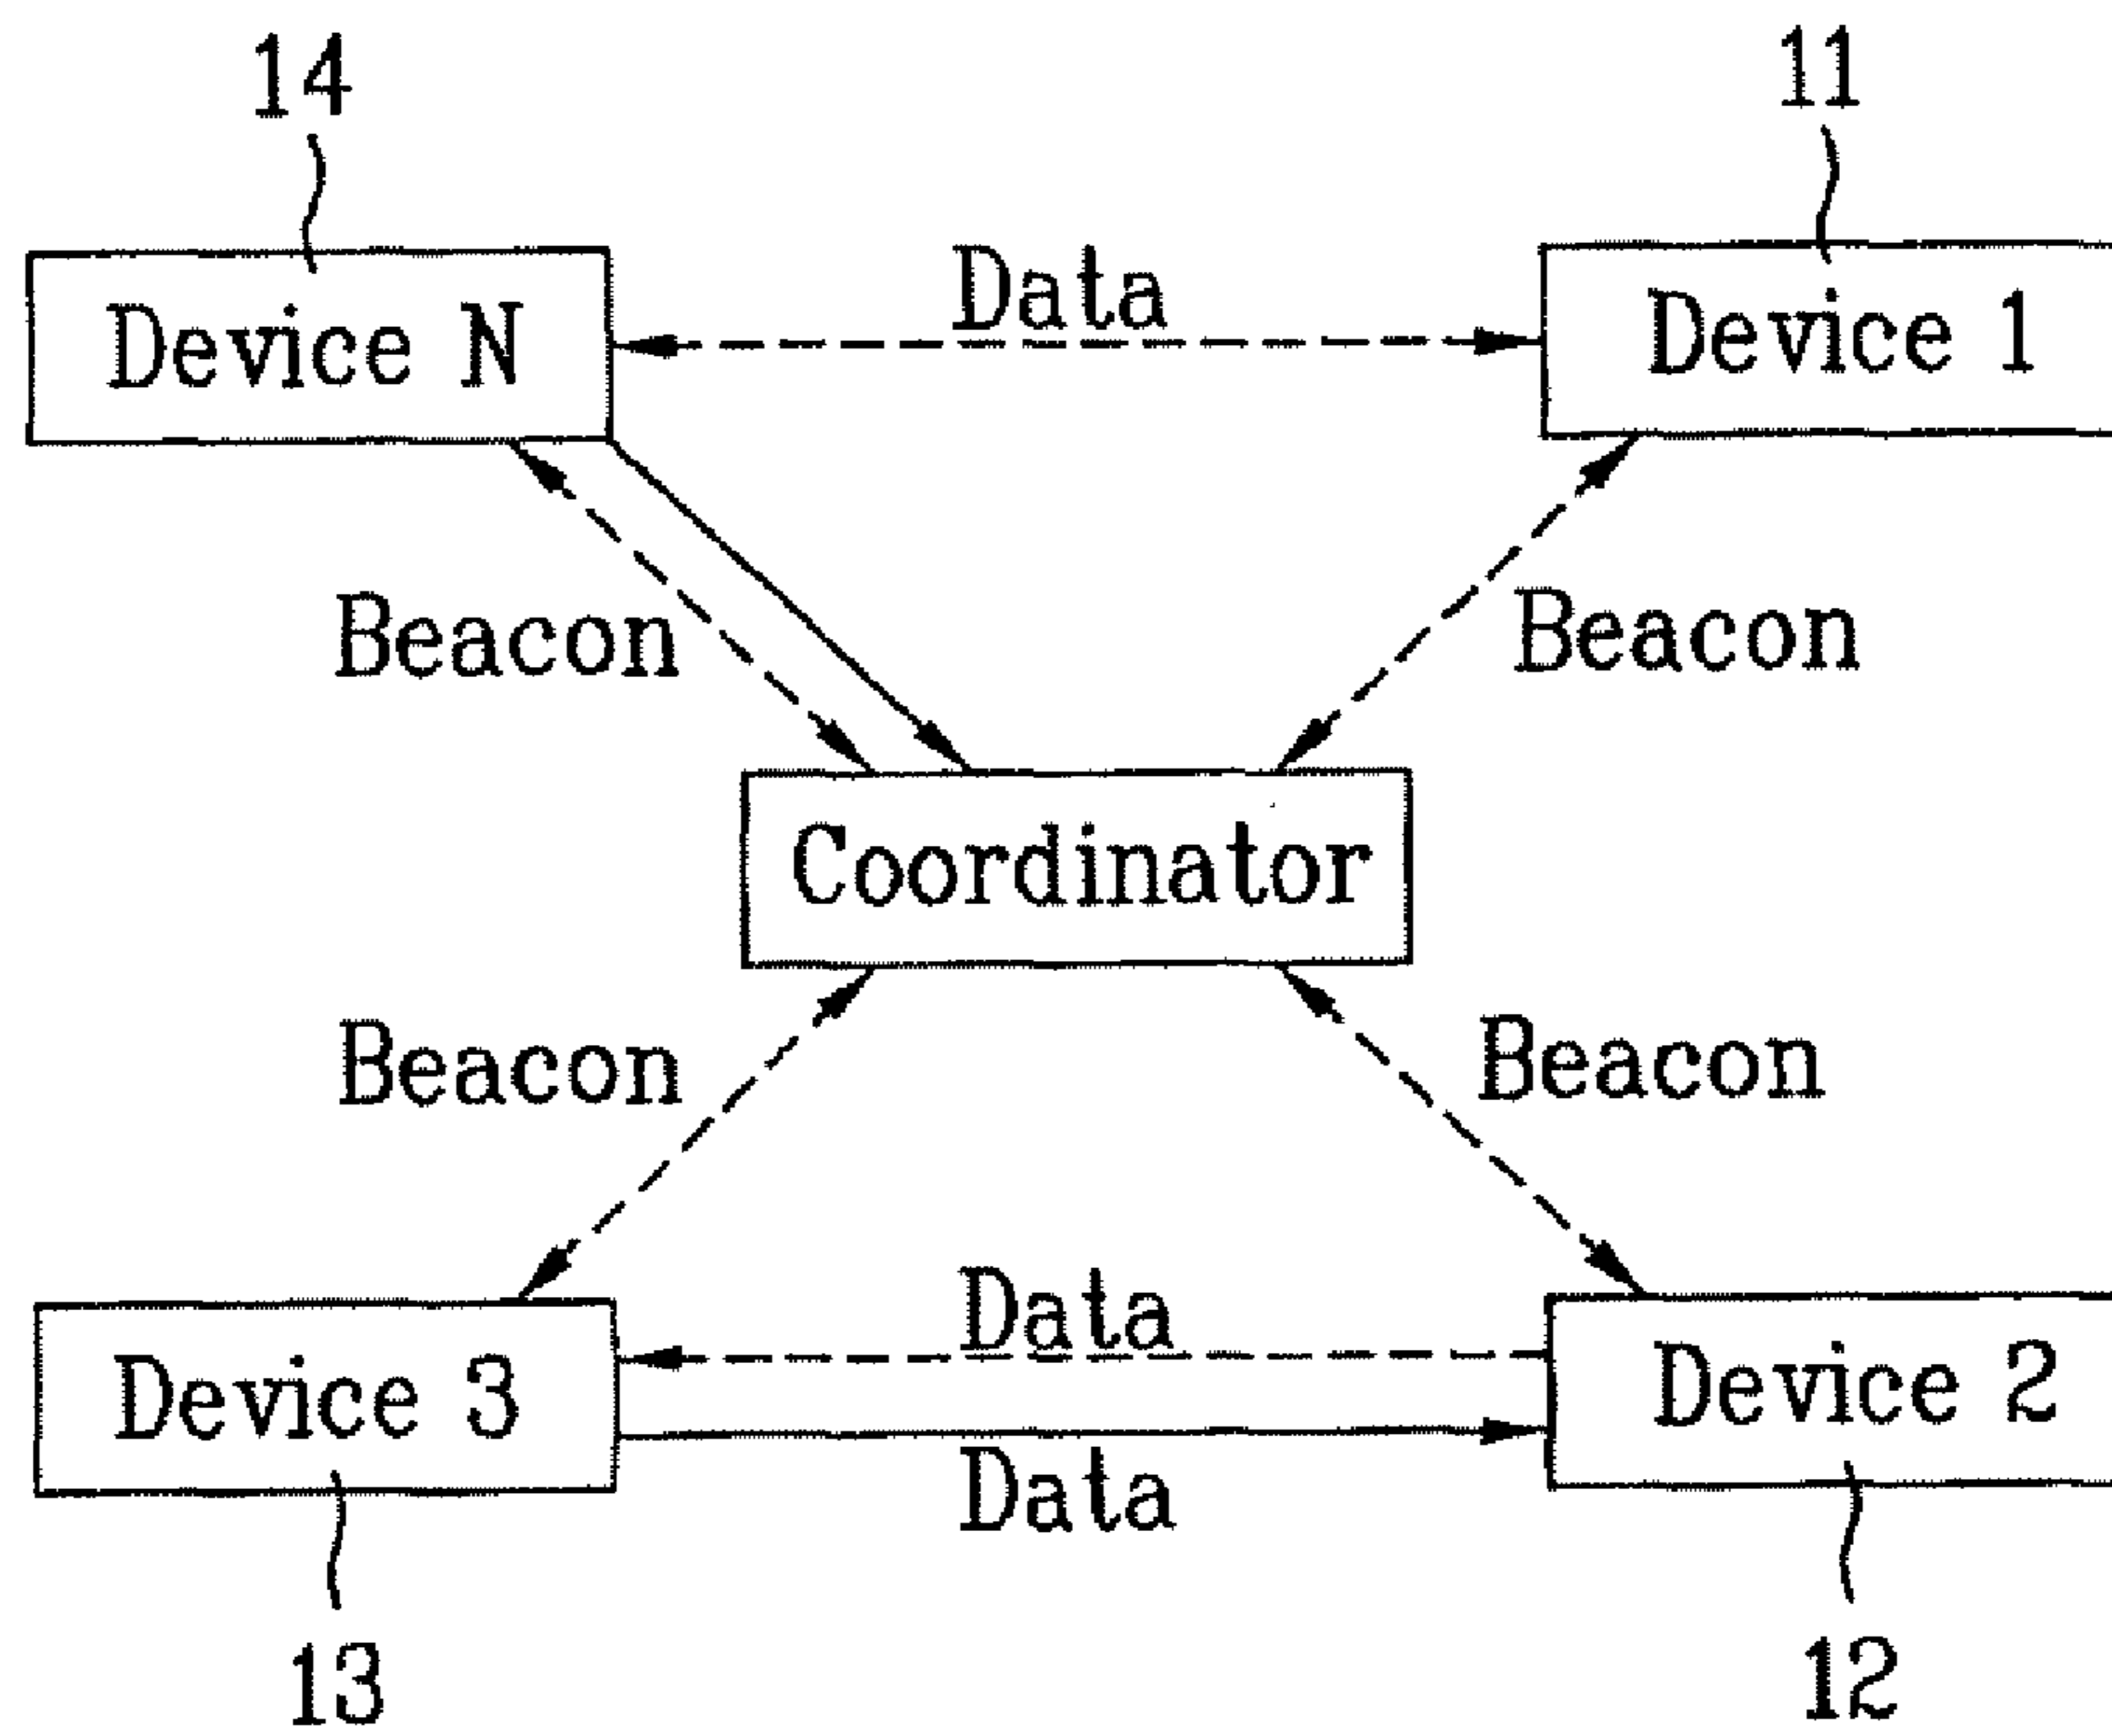 14
11
Data
Device N
Device 1
Beacon
Beacon
Coordinator
Beacon
Beacon
Data
Device 3
Device 2
Data
13
12